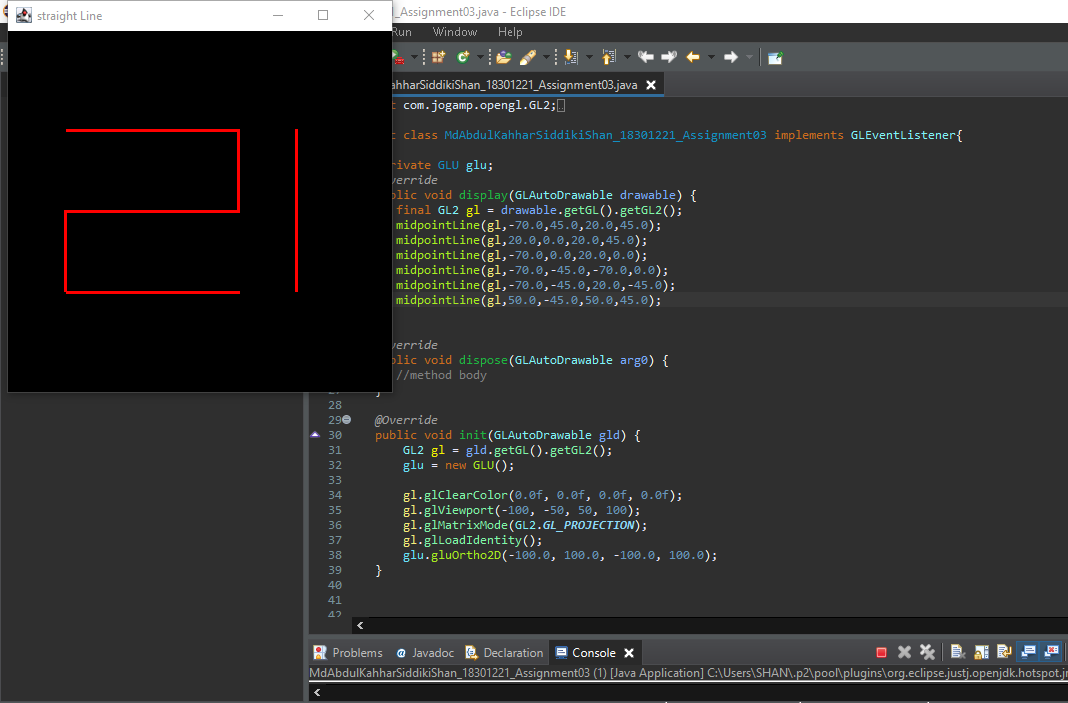 straight Line
_Assignment03.java - Eclipse IDE
Run Window Help
KahharSiddikiShan_18301221_Assignment03.java
com.jogamp.opengl.GL2;
class MdAbdulKahharSiddikiShan_18301221_Assignment03 implements GLEventListener{
rivate GLU glu;
verride
blic void display(GLAutoDrawable drawable) {
final GL2 gl = drawable.getGL().getGL2();
midpointLine(gl,-70.0,45.0,20.0,45.0);
midpointLine(gl,20.0,0.0,20.0,45.0);
midpointLine(gl,-70.0,0.0,20.0,0.0);
midpointLine(gl,-70.0,-45.0,-70.0,0.0);
midpointLine(gl,-70.0,-45.0,20.0,-45.0);
midpointLine(gl,50.0,-45.0,50.0,45.0);
verride
blic void dispose(GLAutoDrawable arg0) {
//method body
}
28
29 @Override
30 public void init(GLAutoDrawable gld) {
31 GL2 gl = gld.getGL().getGL2();
32 glu = new GLU();
33
34 gl.glClearColor(0.0f, 0.0f, 0.0f, 0.0f);
35 gl.glViewport(-100, -50, 50, 100);
36 gl.glMatrixMode(GL2.GL_PROJECTION);
37 gl.glLoadIdentity();
38 glu.gluOrtho2D(-100.0, 100.0, -100.0, 100.0);
39 }
40
41
42
Problems Javadoc Declaration Console
MdAbdulKahharSiddikiShan_18301221_Assignment03 (1) [Java Application] C:\Users\SHAN\.p2\pool\plugins\org.eclipse.justj.openjdk.hotspot.jr